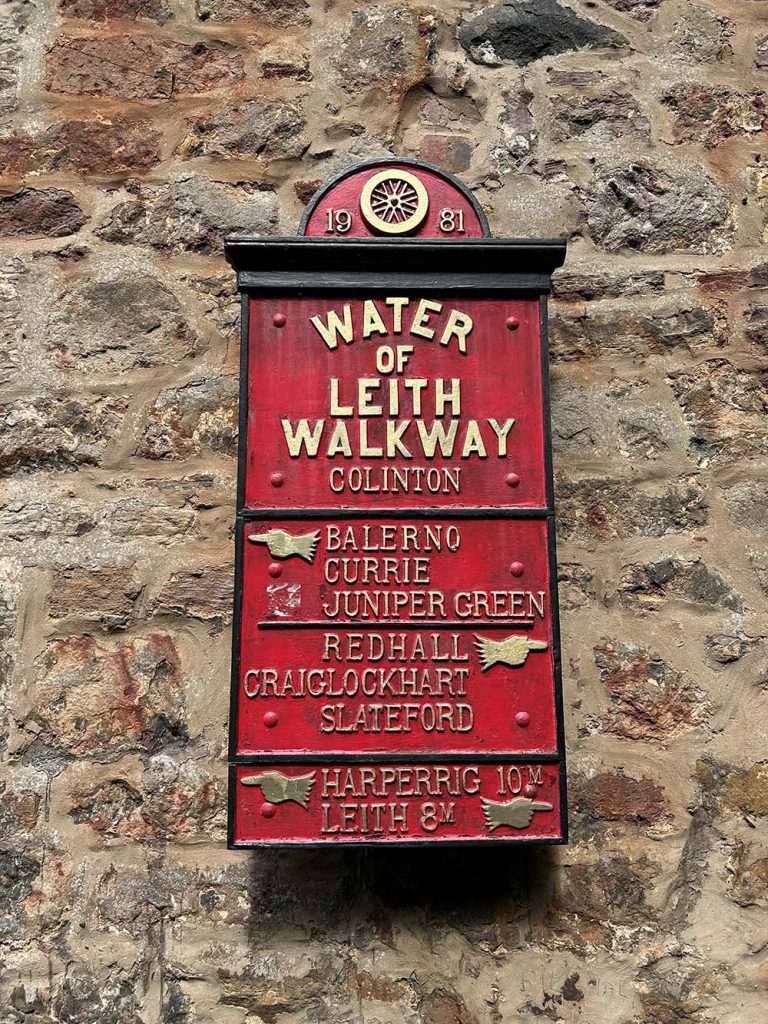 19 81
WATER
OF
LEITH
WALKWAY
COLINTON
BALERNO
CURRIE
JUNIPER GREEN
REDHALL
CRAIGLOCKHART
SLATEFORD
HARPERRIG 10M
LEITH 8M